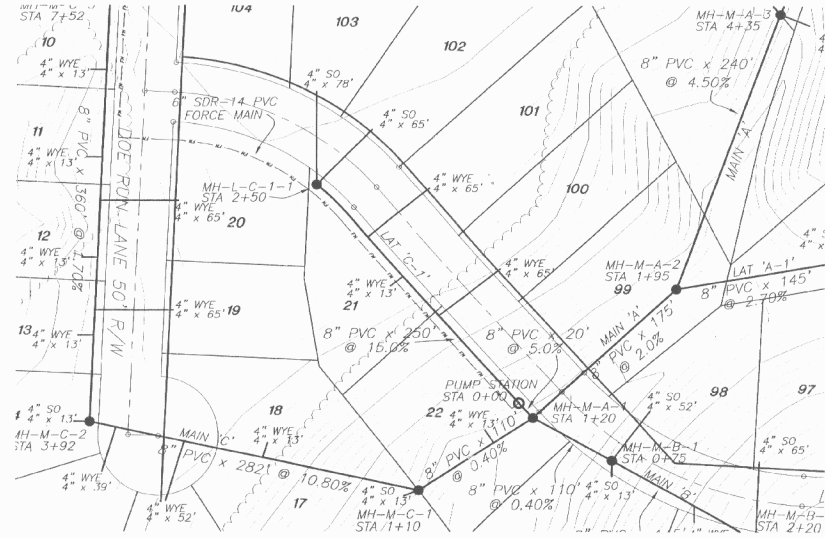 STA 7+52
104
103
102
MH-M-A-3
STA 4+35
10
4" WYE
4" x 13'
4" SO
4" x 78'
8" PVC x 240'
@ 4.50%
6" SDR-14 PVC
FORCE MAIN
4" SO
4" x 65'
101
11
4" WYE
4" x 13'
8" PVC x 360' @ 1.70%
DOE RUN LANE 50' R/W
MAIN 'A'
MH-L-C-1-1
STA 2+50
4" WYE
4" x 65'
100
4" WYE
4" x 65'
20
12
4" WYE
4" x 13'
LAT 'C-1'
4" WYE
4" x 65'
MH-M-A-2
STA 1+95
LAT 'A-1'
4" WYE
4" x 13'
99
8" PVC x 145'
@ 2.70%
21
4" WYE
4" x 65'
19
13
4" WYE
4" x 13'
8" PVC x 250'
@ 15.0%
8" PVC x 20'
@ 5.0%
MAIN 'A'
8" PVC x 175'
@ 2.0%
PUMP STATION
STA 0+00
98
97
4" SO
4" x 13'
18
22
4" WYE
4" x 13'
MH-M-A-1
STA 1+20
4" SO
4" x 52'
MH-M-C-2
STA 3+92
MAIN 'C'
8" PVC x 282' @ 10.80%
4" WYE
4" x 13'
8" PVC x 110'
@ 0.40%
MH-M-B-1
STA 0+75
4" SO
4" x 65'
4" WYE
4" x 39'
4" SO
4" x 13'
8" PVC x 110'
@ 0.40%
4" SO
4" x 13'
MAIN 'B'
4" WYE
4" x 52'
17
MH-M-C-1
STA 1+10
MH-M-B-
STA 2+20